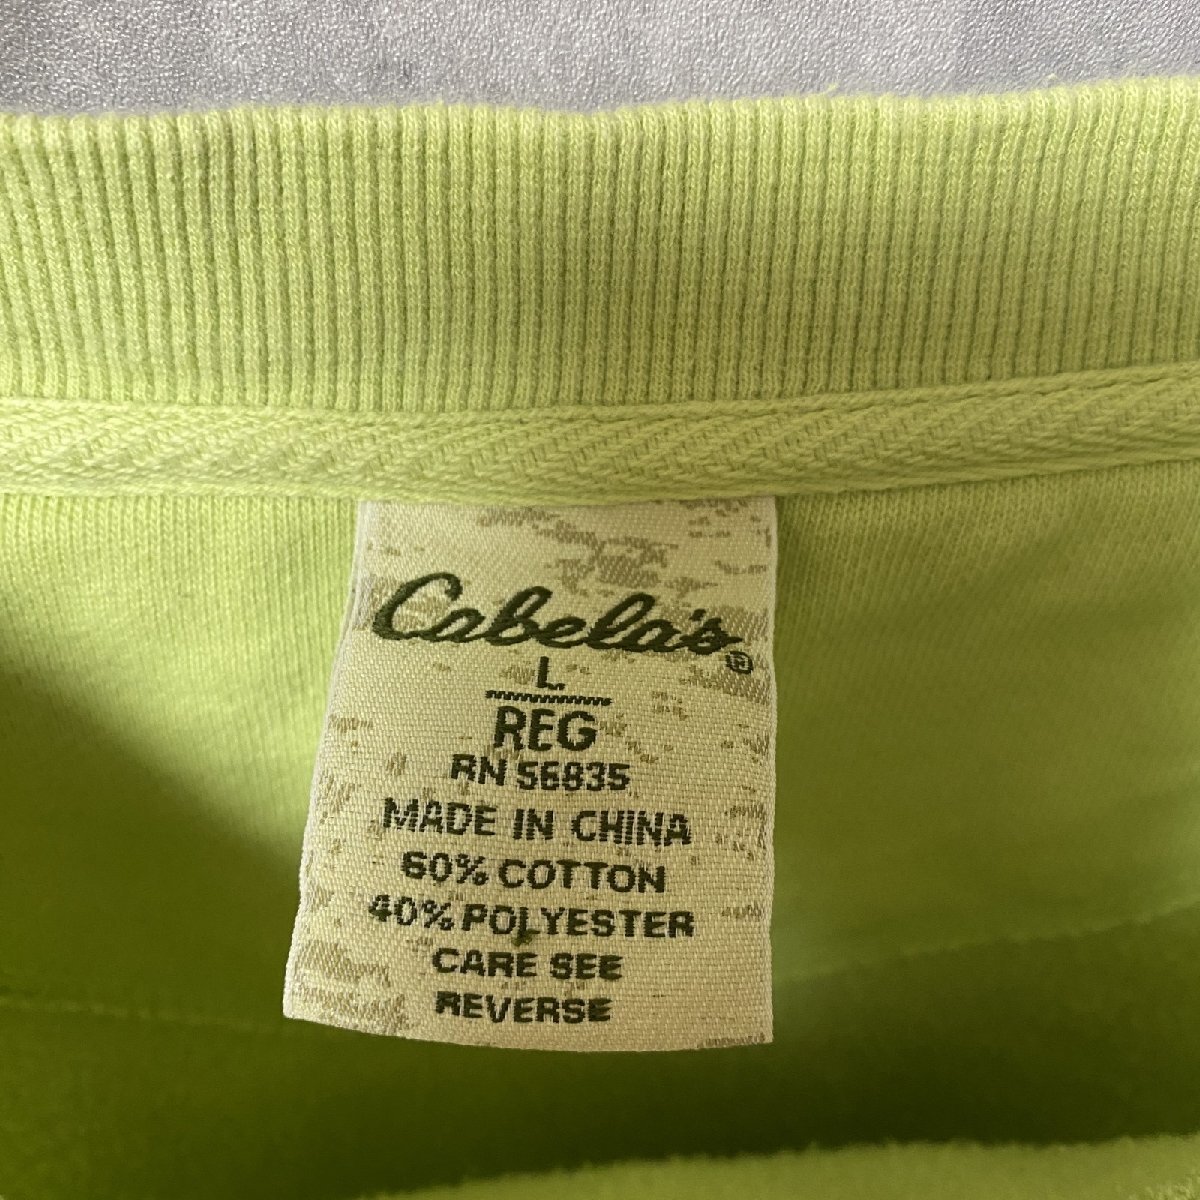 Cabela's®
L
REG
RN 56835
MADE IN CHINA
60% COTTON
40% POLYESTER
CARE SEE
REVERSE